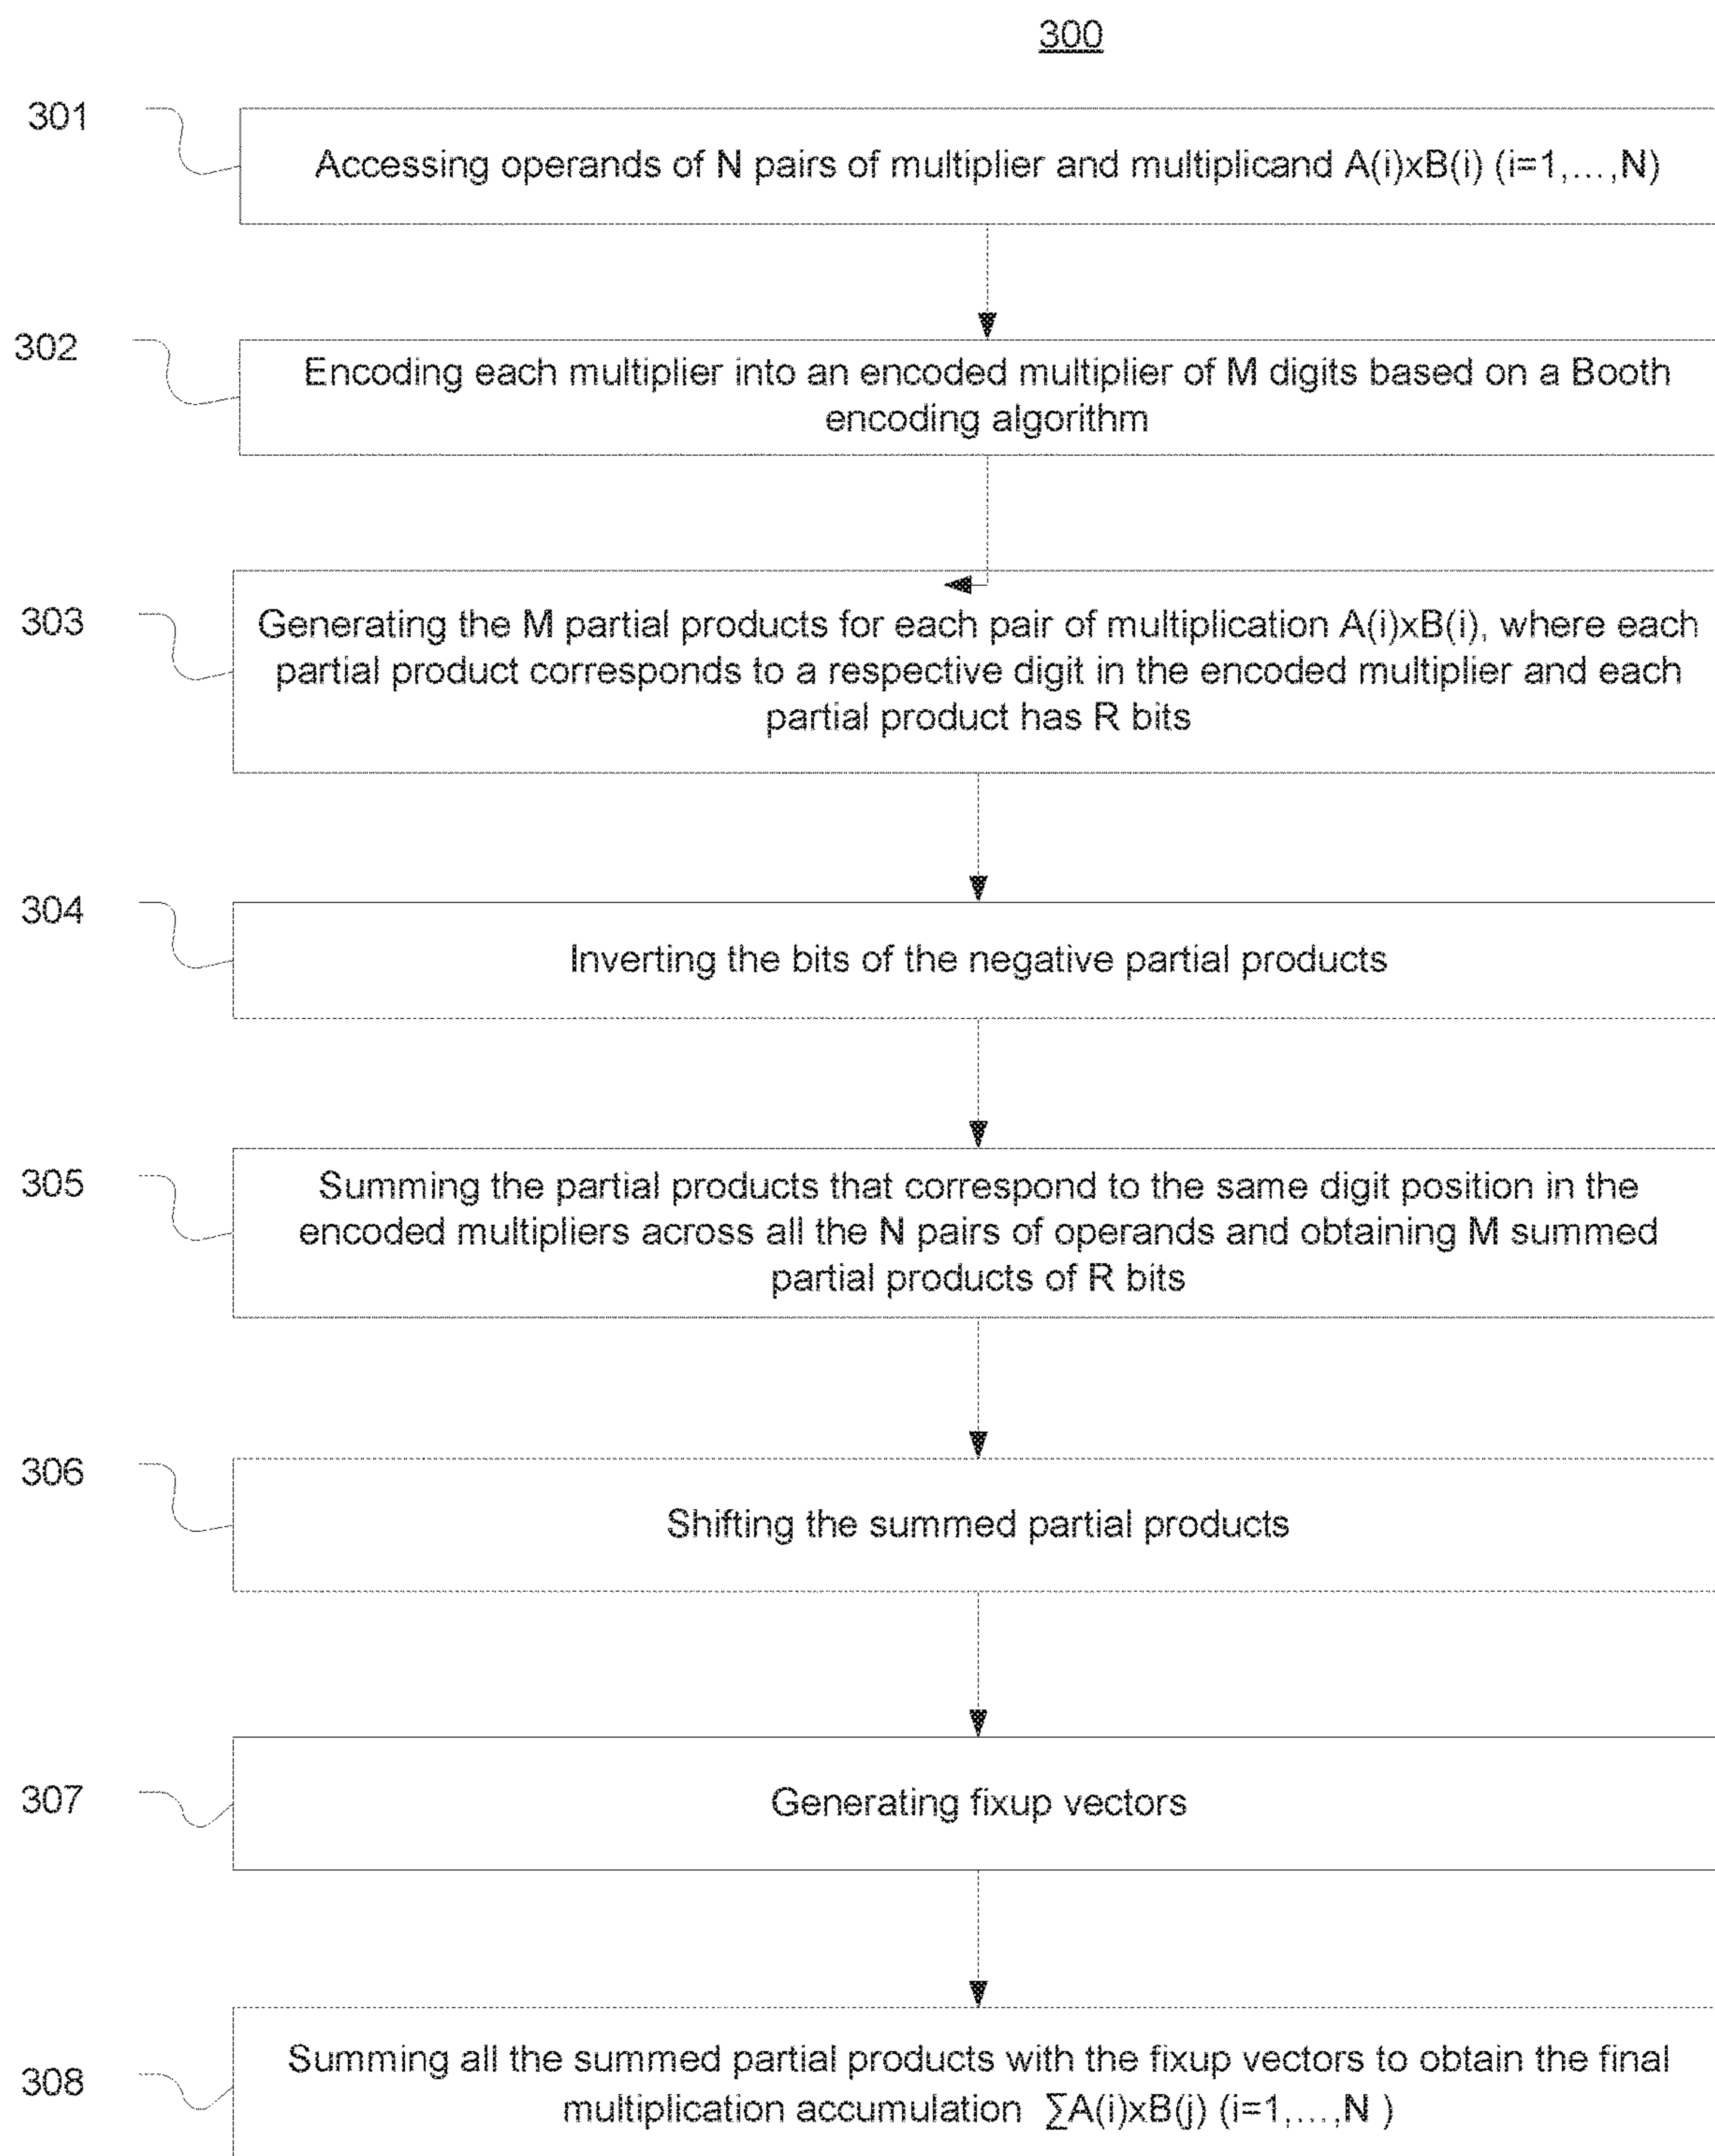 300
301
Accessing operands of N pairs of multiplier and multiplicand A(i)xB(i) (i=1,...,N)
302
Encoding each multiplier into an encoded multiplier of M digits based on a Booth
encoding algorithm
303
Generating the M partial products for each pair of multiplication A(i)xB(i), where each
partial product corresponds to a respective digit in the encoded multiplier and each
partial product has R bits
304
Inverting the bits of the negative partial products
305
Summing the partial products that correspond to the same digit position in the
encoded multipliers across all the N pairs of operands and obtaining M summed
partial products of R bits
306
Shifting the summed partial products
307
Generating fixup vectors
308
Summing all the summed partial products with the fixup vectors to obtain the final
multiplication accumulation ∑A(i)xB(j) (i=1,...,N )